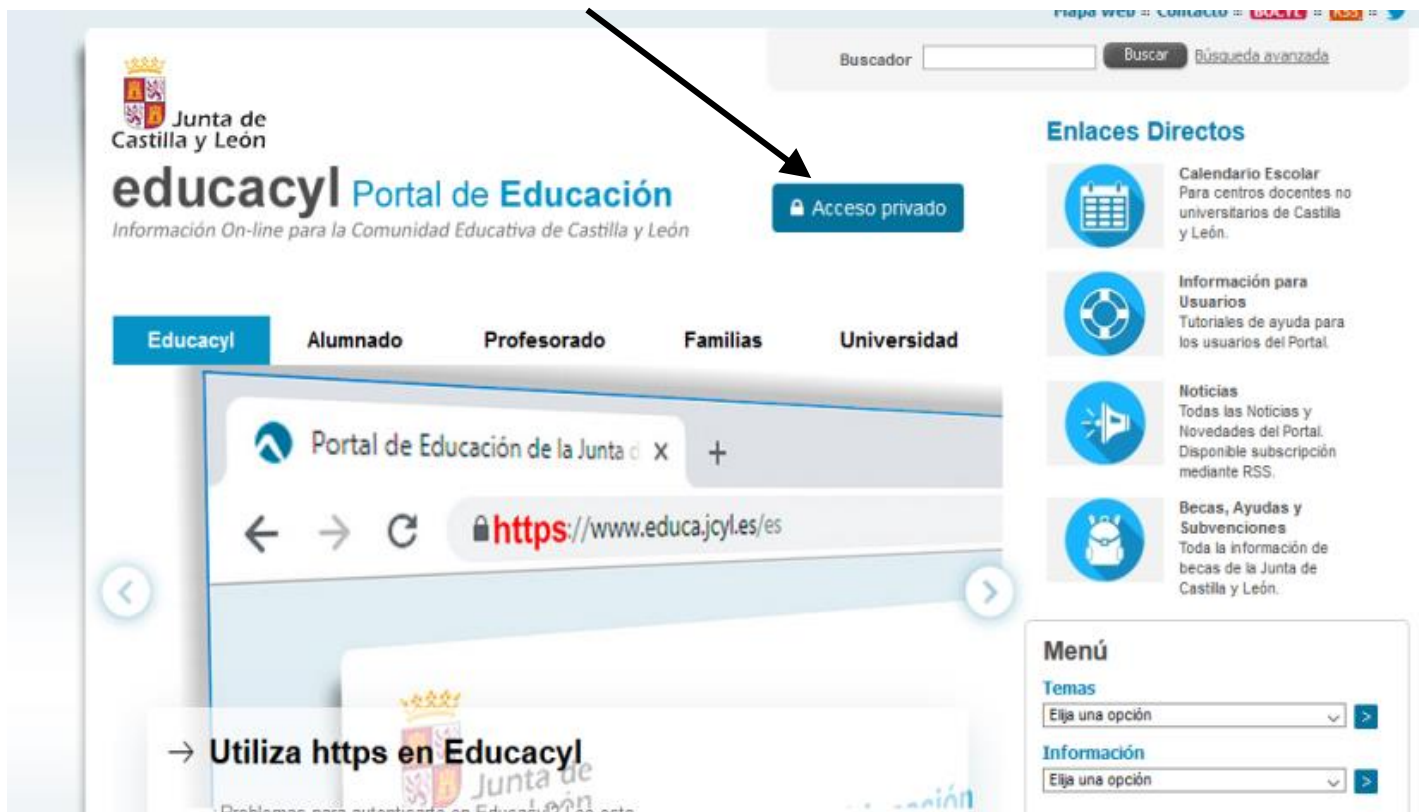 Mapa Web :: Contacto :: BOCYL :: RSS ::
Buscador
Buscar
Búsqueda avanzada
Junta de
Castilla y León
educacyl Portal de Educación
Información On-line para la Comunidad Educativa de Castilla y León
Acceso privado
Educacyl
Alumnado
Profesorado
Familias
Universidad
Portal de Educación de la Junta d
https://www.educa.jcyl.es/es
Junta de
→ Utiliza https en Educacyl
Enlaces Directos
Calendario Escolar
Para centros docentes no
universitarios de Castilla
y León.
Información para
Usuarios
Tutoriales de ayuda para
los usuarios del Portal.
Noticias
Todas las Noticias y
Novedades del Portal.
Disponible subscripción
mediante RSS.
Becas, Ayudas y
Subvenciones
Toda la información de
becas de la Junta de
Castilla y León.
Menú
Temas
Elija una opción
Información
Elija una opción